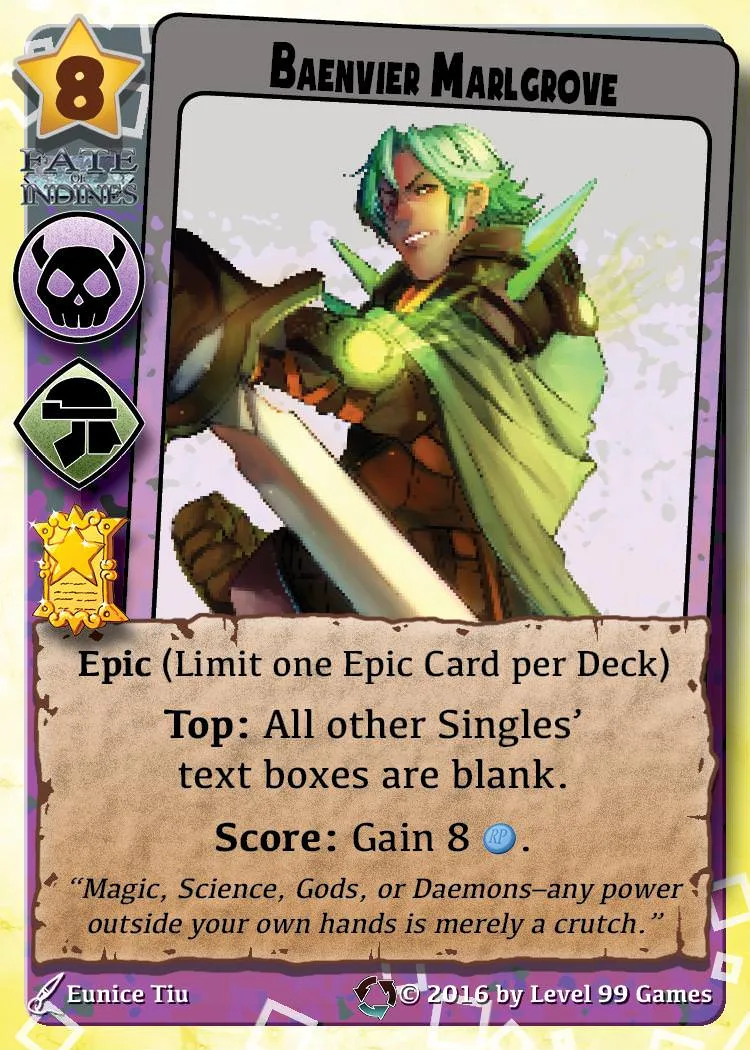 8
BAENVIER MARLGROVE
FATE
OF
INDINES
Epic (Limit one Epic Card per Deck)
Top: All other Singles’
text boxes are blank.
Score: Gain 8 RP.
“Magic, Science, Gods, or Daemons–any power
outside your own hands is merely a crutch.”
Eunice Tiu
© 2016 by Level 99 Games